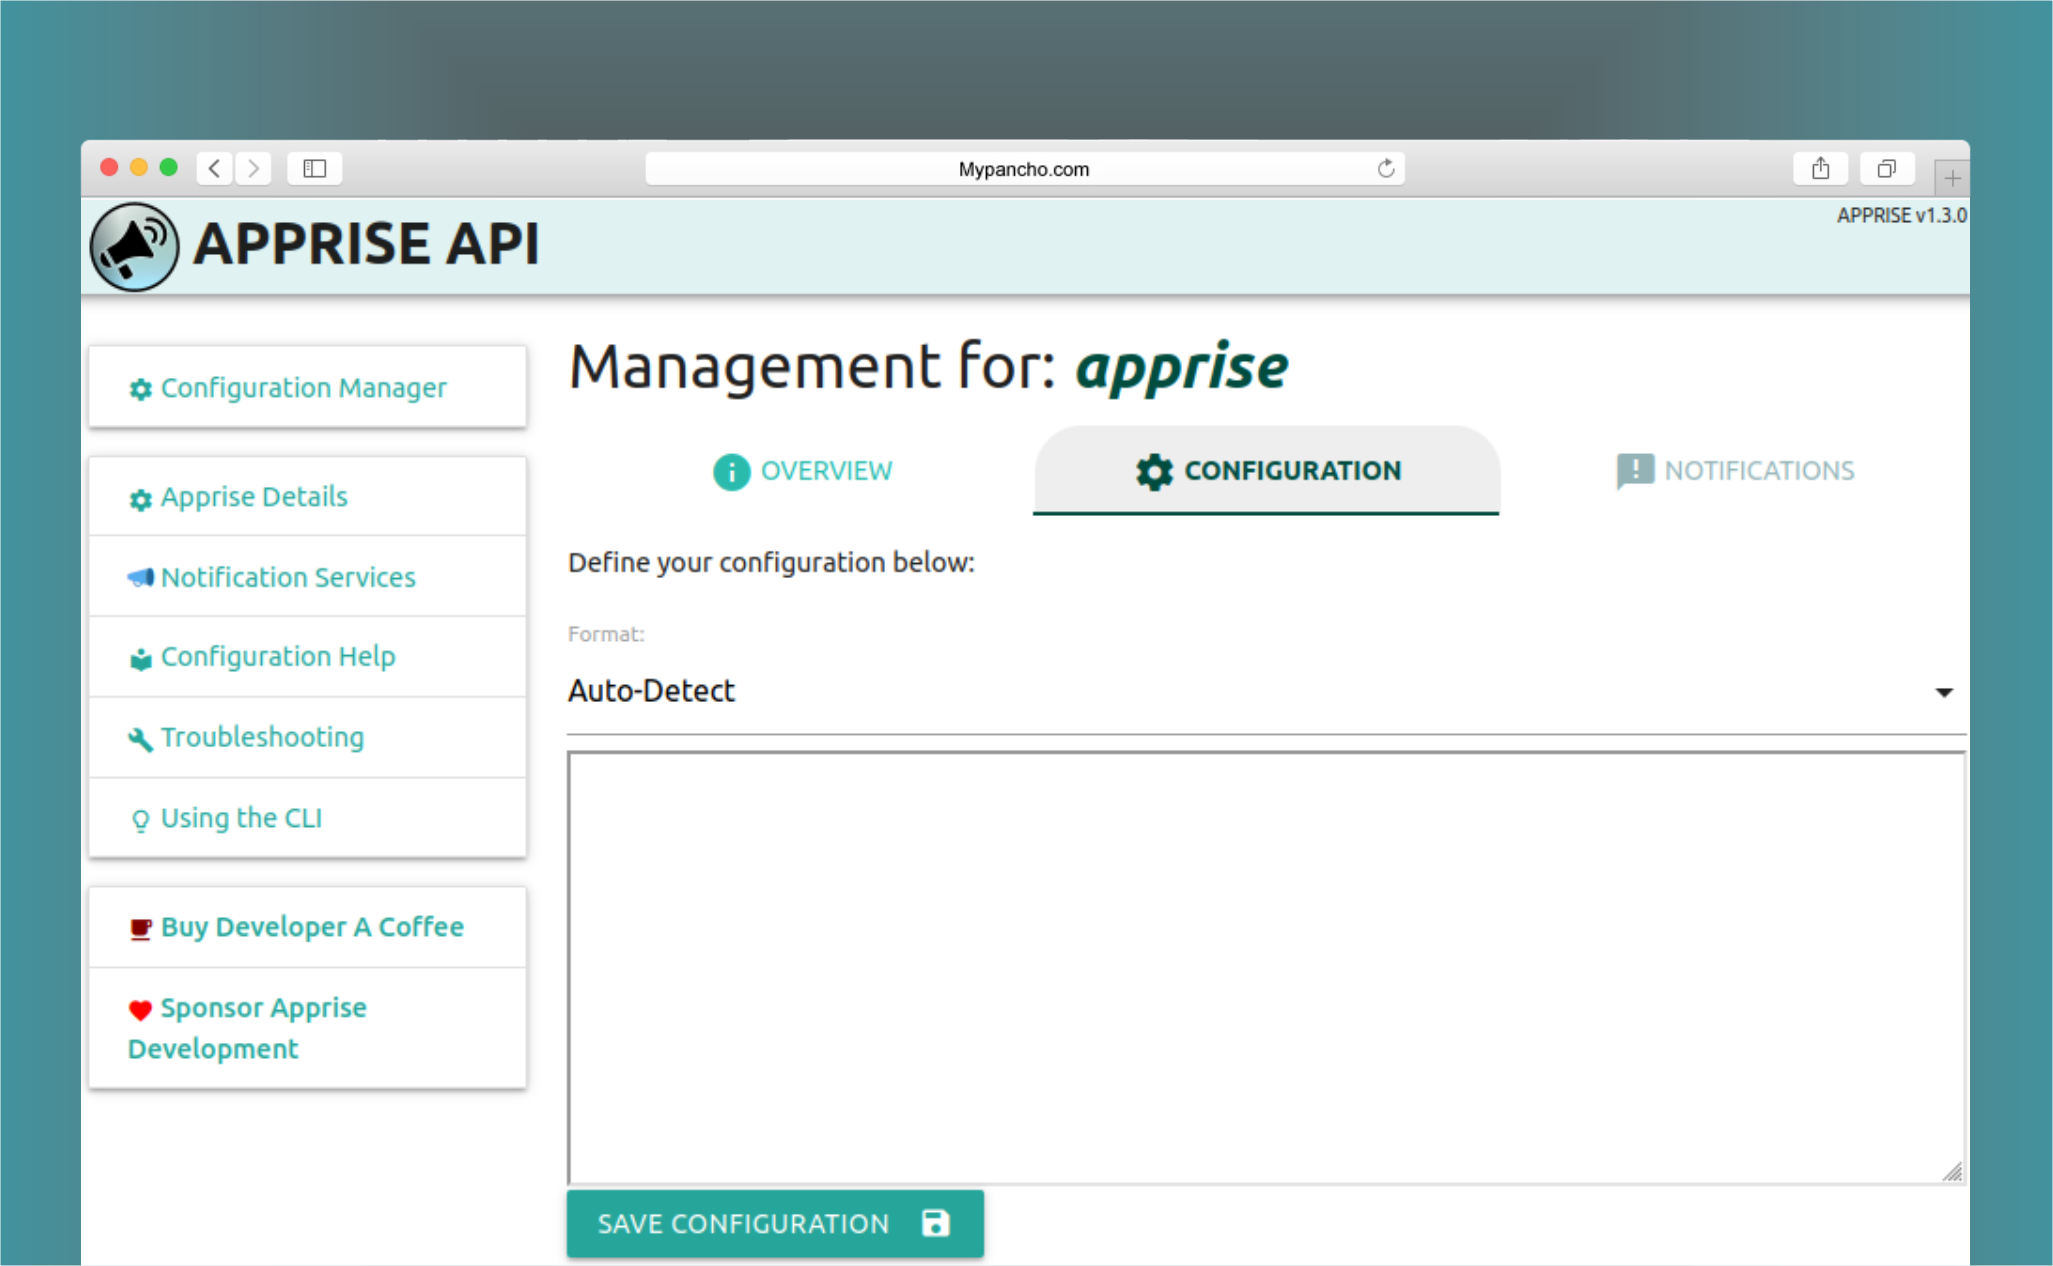 Mypancho.com
APPRISE API
APPRISE v1.3.0
Configuration Manager
Apprise Details
Notification Services
Configuration Help
Troubleshooting
Using the CLI
Buy Developer A Coffee
Sponsor Apprise
Development
Management for: apprise
OVERVIEW
CONFIGURATION
NOTIFICATIONS
Define your configuration below:
Format:
Auto-Detect
SAVE CONFIGURATION